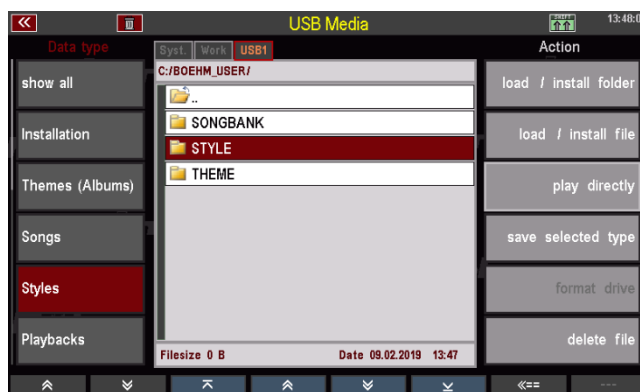 USB Media
SHIFT
13:48:0
Data type
Syst. Work USB1
Action
C:/BOEHM_USER/
show all
..
load / install folder
SONGBANK
Installation
STYLE
load / install file
THEME
Themes (Albums)
play directly
Songs
save selected type
Styles
format drive
Playbacks
Filesize 0 B Date 09.02.2019 13:47
delete file
<==
---